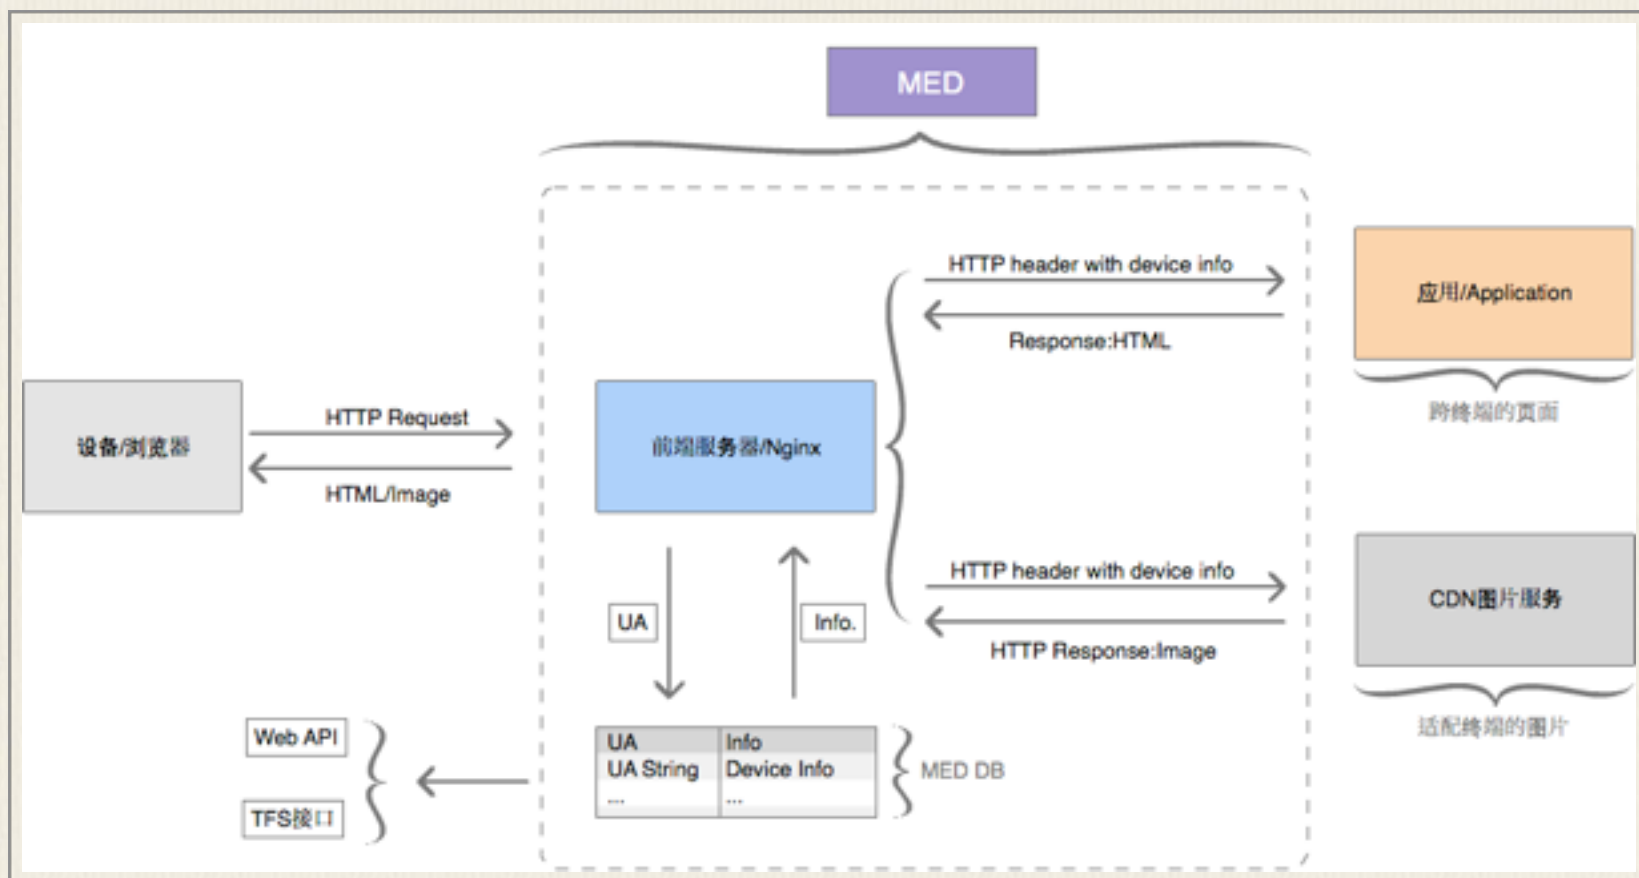 MED
HTTP header with device info
应用/Application
Response:HTML
跨终端的页面
设备/浏览器
HTTP Request
HTML/Image
前端服务器/Nginx
HTTP header with device info
CDN图片服务
HTTP Response:Image
适配终端的图片
UA
Info.
Web API
TFS接口
UA Info
UA String Device Info
... ...
MED DB